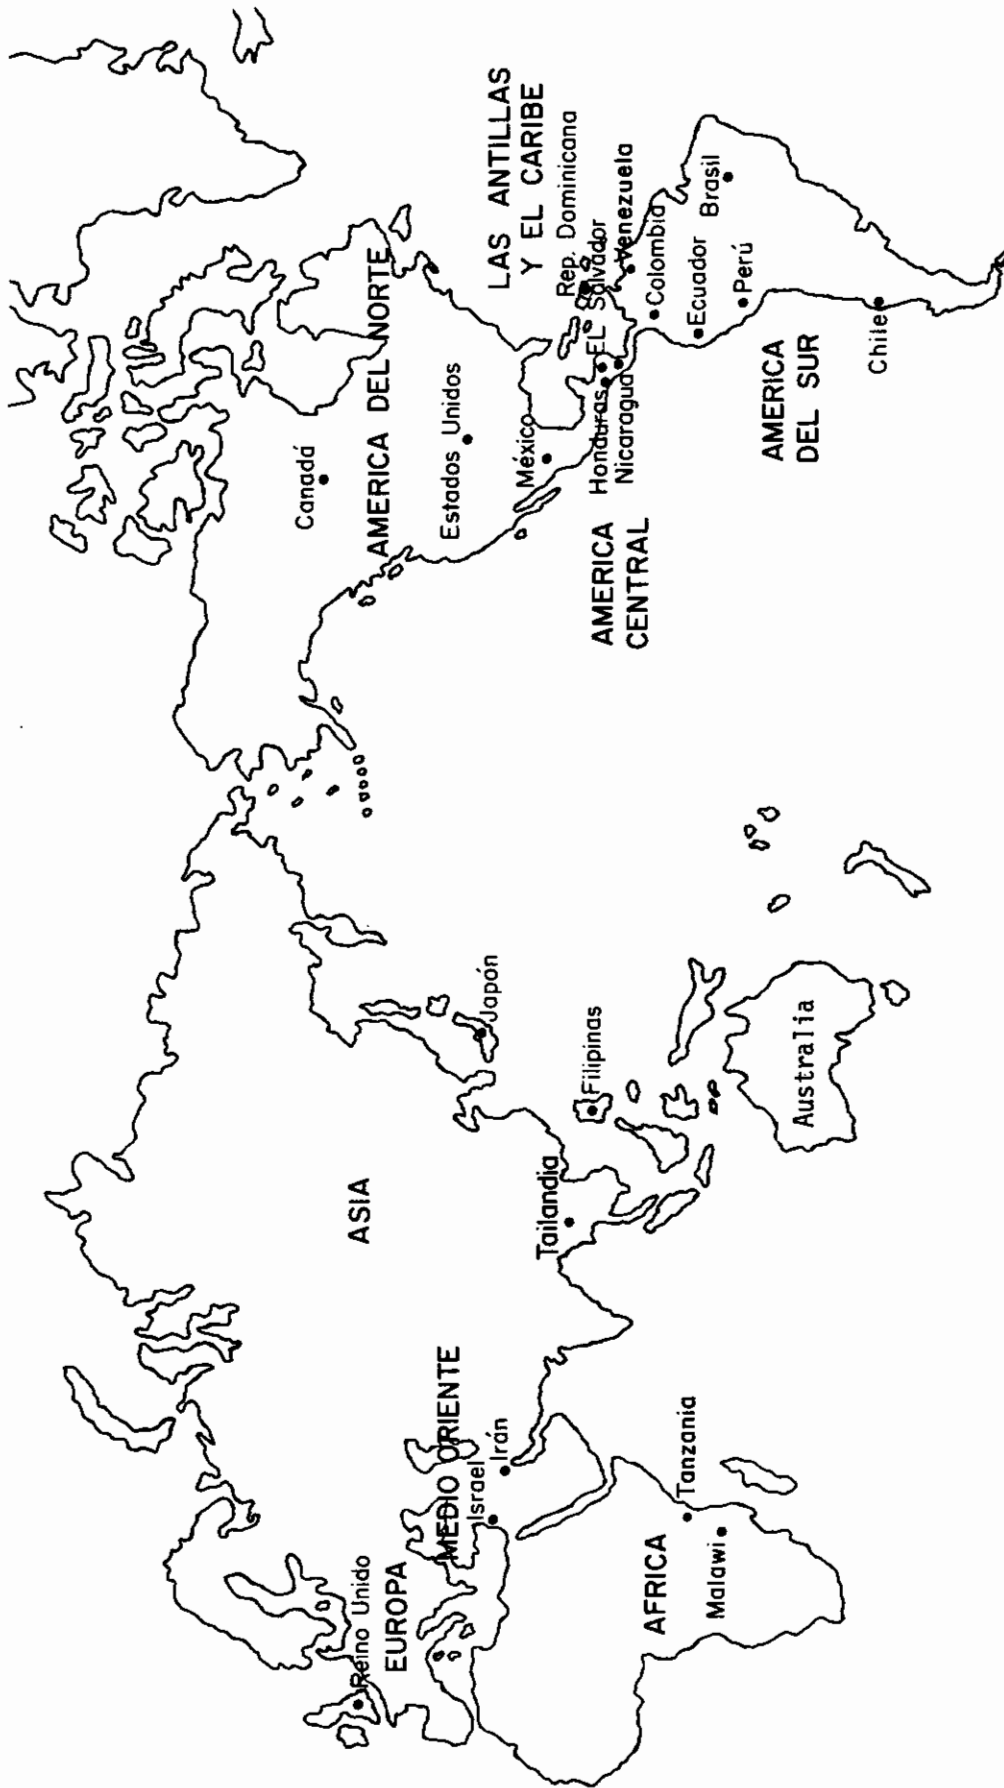 Canadá
AMERICA DEL NORTE
Estados Unidos
México
LAS ANTILLAS
Y EL CARIBE
Rep. Dominicana
EL Salvador
Honduras
Nicaragua
Venezuela
AMERICA
CENTRAL
Colombia
Ecuador
Brasil
Perú
AMERICA
DEL SUR
Chile
ASIA
Reino Unido
EUROPA
MEDIO ORIENTE
Israel
Irán
Japón
Tailandia
Filipinas
AFRICA
Tanzania
Malawi
Australia